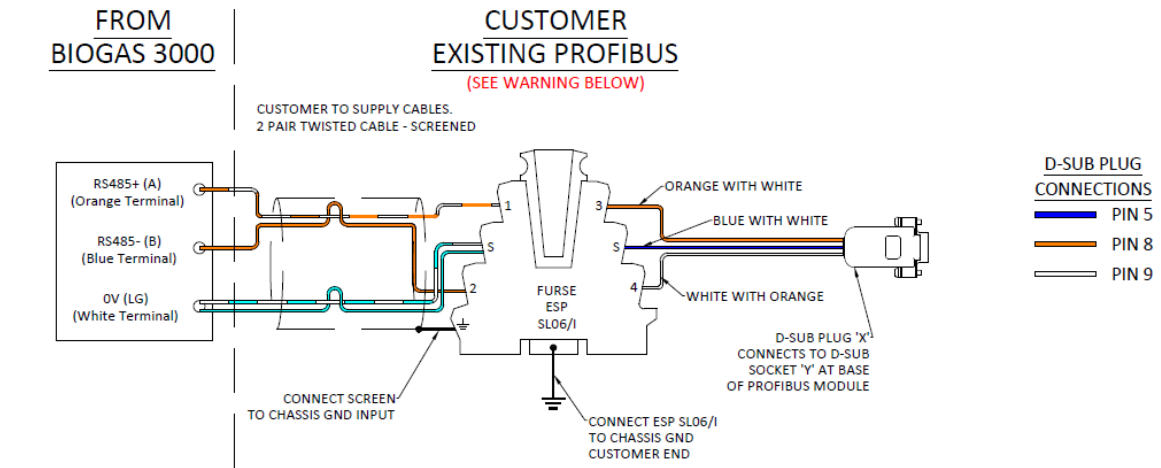 FROM
BIOGAS 3000
CUSTOMER
EXISTING PROFIBUS
(SEE WARNING BELOW)
CUSTOMER TO SUPPLY CABLES.
2 PAIR TWISTED CABLE - SCREENED
RS485+ (A)
(Orange Terminal)
RS485- (B)
(Blue Terminal)
0V (LG)
(White Terminal)
1
S
2
3
S
4
FURSE
ESP
SL06/I
ORANGE WITH WHITE
BLUE WITH WHITE
WHITE WITH ORANGE
CONNECT SCREEN
TO CHASSIS GND INPUT
CONNECT ESP SL06/I
TO CHASSIS GND
CUSTOMER END
D-SUB PLUG 'X'
CONNECTS TO D-SUB
SOCKET 'Y' AT BASE
OF PROFIBUS MODULE
D-SUB PLUG
CONNECTIONS
PIN 5
PIN 8
PIN 9